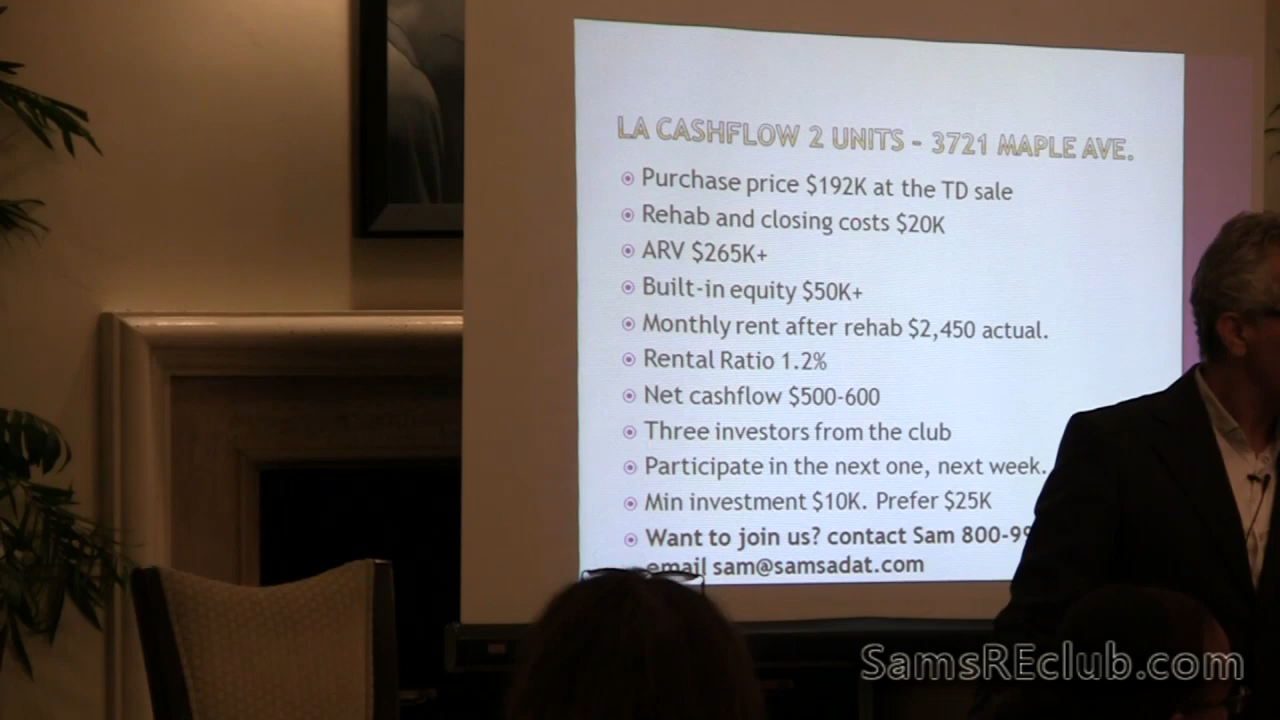 LA CASHFLOW 2 UNITS - 3721 MAPLE AVE.
Purchase price $192K at the TD sale
Rehab and closing costs $20K
ARV $265K+
Built-in equity $50K+
Monthly rent after rehab $2,450 actual.
Rental Ratio 1.2%
Net cashflow $500-600
Three investors from the club
Participate in the next one, next week.
Min investment $10K. Prefer $25K
Want to join us? contact Sam 800-99
email sam@samsadat.com
SamsREclub.com